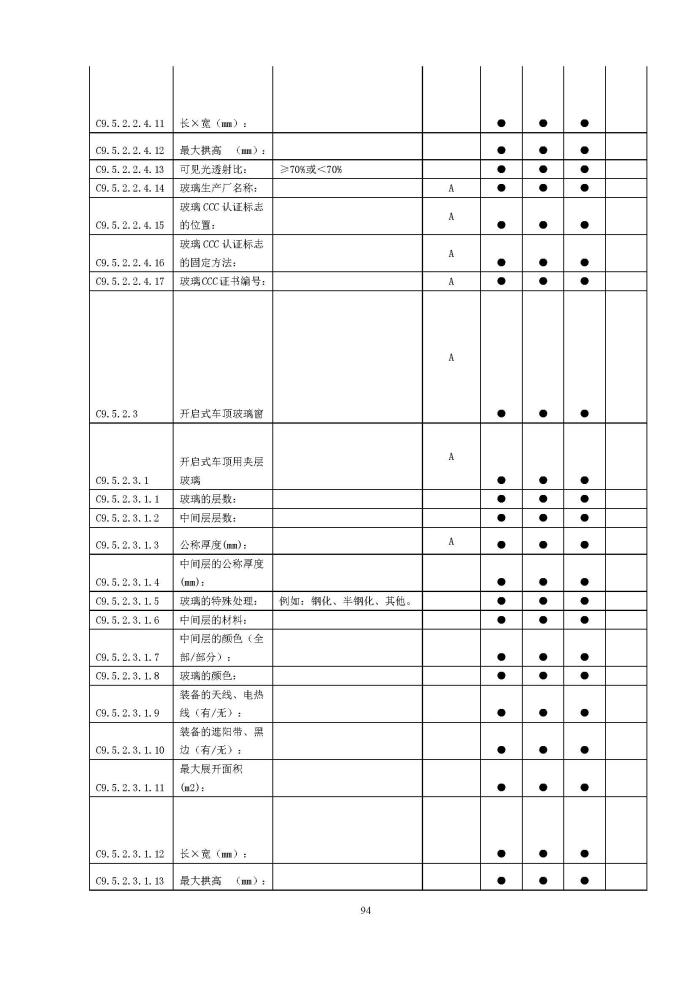 C9.5.2.2.4.11 长×宽（mm）： ● ● ●
C9.5.2.2.4.12 最大拱高 （mm）： ● ● ●
C9.5.2.2.4.13 可见光透射比： ≥70%或＜70% ● ● ●
C9.5.2.2.4.14 玻璃生产厂名称： A ● ● ●
玻璃 CCC 认证标志
C9.5.2.2.4.15 的位置： A ● ● ●
玻璃 CCC 认证标志
C9.5.2.2.4.16 的固定方法： A ● ● ●
C9.5.2.2.4.17 玻璃CCC证书编号： A ● ● ●
C9.5.2.3 开启式车顶玻璃窗 A ● ● ●
开启式车顶用夹层
C9.5.2.3.1 玻璃 A ● ● ●
C9.5.2.3.1.1 玻璃的层数： ● ● ●
C9.5.2.3.1.2 中间层层数： ● ● ●
C9.5.2.3.1.3 公称厚度(mm)： A ● ● ●
中间层的公称厚度
C9.5.2.3.1.4 (mm)： ● ● ●
C9.5.2.3.1.5 玻璃的特殊处理： 例如：钢化、半钢化、其他。 ● ● ●
C9.5.2.3.1.6 中间层的材料： ● ● ●
中间层的颜色（全
C9.5.2.3.1.7 部/部分）： ● ● ●
C9.5.2.3.1.8 玻璃的颜色： ● ● ●
装备的天线、电热
C9.5.2.3.1.9 线（有/无）： ● ● ●
装备的遮阳带、黑
C9.5.2.3.1.10 边（有/无）： ● ● ●
最大展开面积
C9.5.2.3.1.11 (m2)： ● ● ●
C9.5.2.3.1.12 长×宽（mm）： ● ● ●
C9.5.2.3.1.13 最大拱高 （mm）： ● ● ●
94